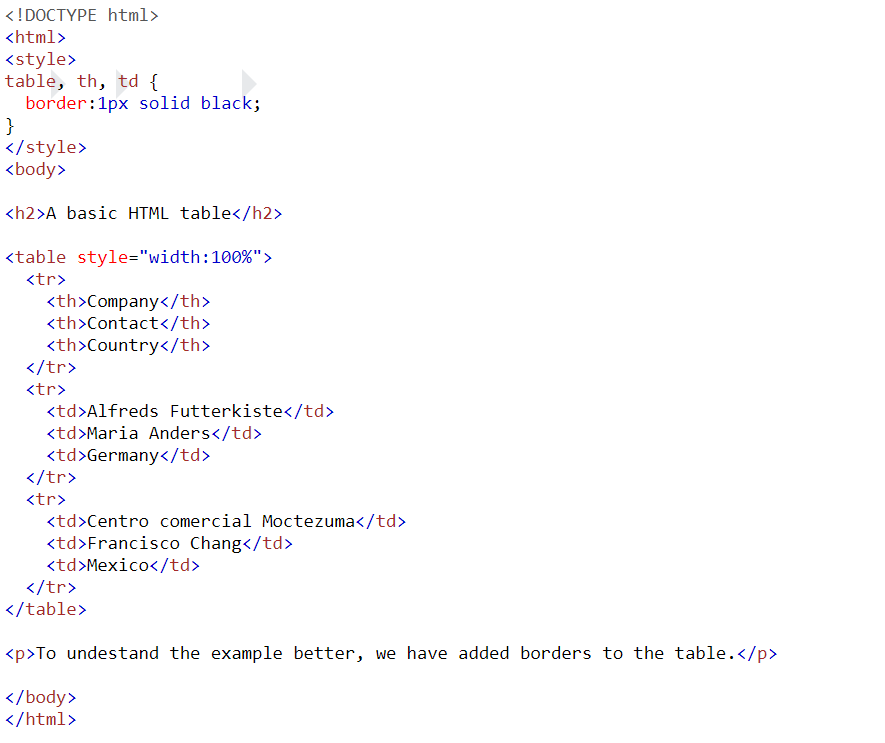 <!DOCTYPE html>
<html>
<style>
table, th, td {
  border:1px solid black;
}
</style>
<body>

<h2>A basic HTML table</h2>

<table style="width:100%">
  <tr>
    <th>Company</th>
    <th>Contact</th>
    <th>Country</th>
  </tr>
  <tr>
    <td>Alfreds Futterkiste</td>
    <td>Maria Anders</td>
    <td>Germany</td>
  </tr>
  <tr>
    <td>Centro comercial Moctezuma</td>
    <td>Francisco Chang</td>
    <td>Mexico</td>
  </tr>
</table>

<p>To undestand the example better, we have added borders to the table.</p>

</body>
</html>